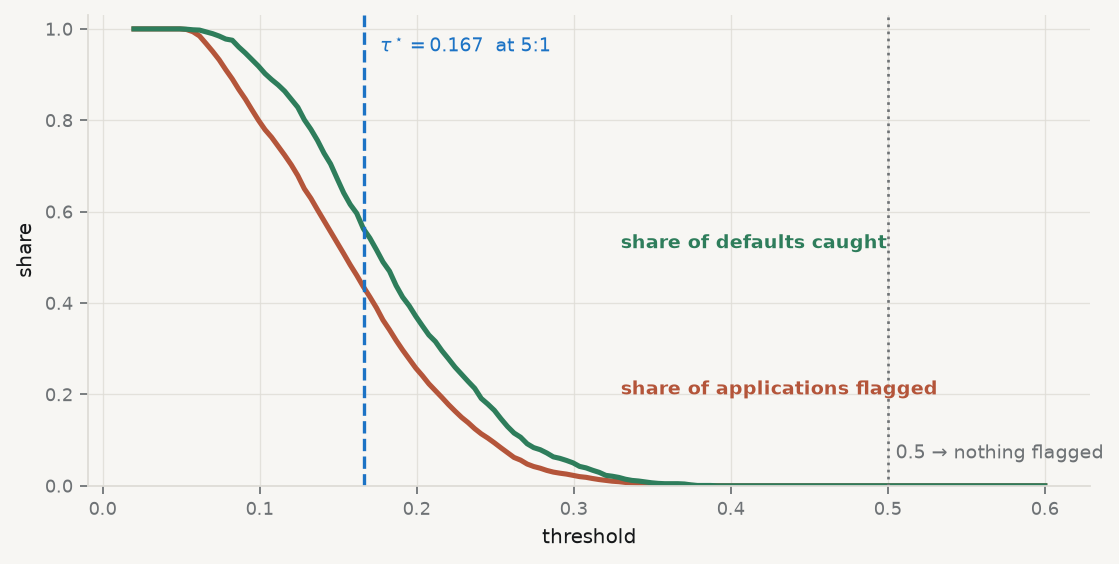 1.0
0.8
0.6
0.4
0.2
0.0
share
τ* = 0.167 at 5:1
share of defaults caught
share of applications flagged
0.5 → nothing flagged
0.0 0.1 0.2 0.3 0.4 0.5 0.6
threshold